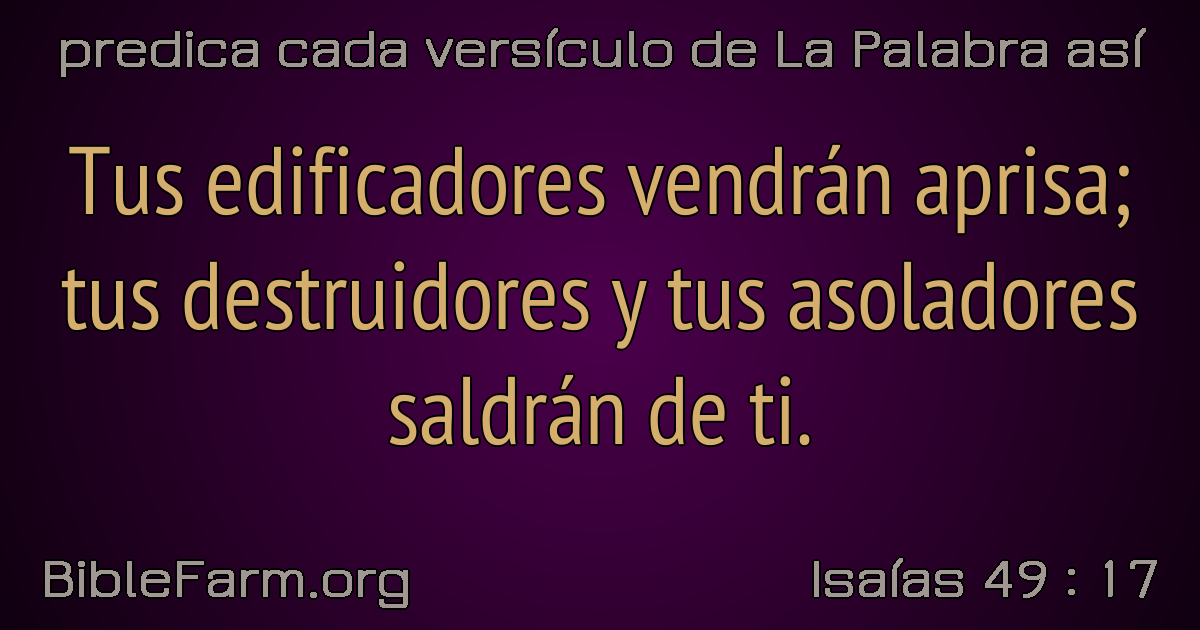 predica cada versículo de La Palabra así
Tus edificadores vendrán aprisa;
tus destruidores y tus asoladores
saldrán de ti.
BibleFarm.org
Isaías 49 : 17